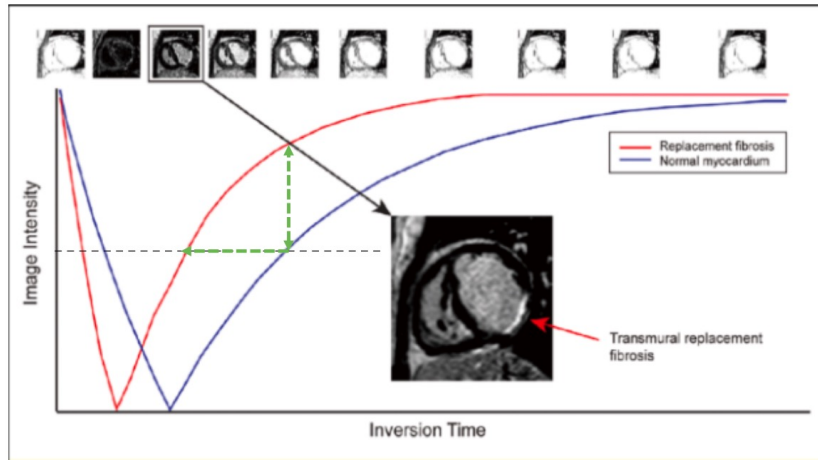 Replacement fibrosis
Normal myocardium
Image Intensity
Transmural replacement
fibrosis
Inversion Time